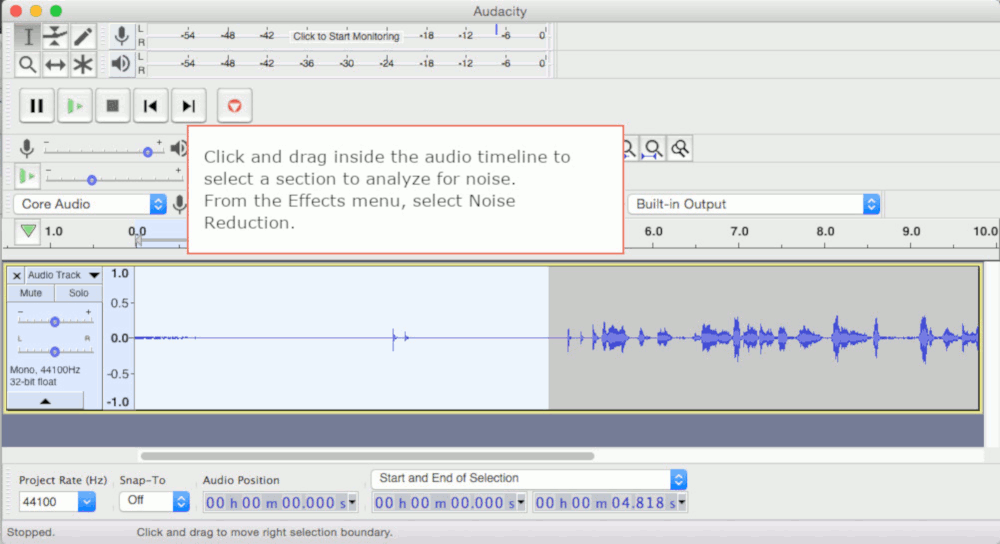 Audacity
L
R
-54 -48 -42 Click to Start Monitoring -18 -12 -6 0
L
R
-54 -48 -42 -36 -30 -24 -18 -12 -6 0
Click and drag inside the audio timeline to
select a section to analyze for noise.
From the Effects menu, select Noise
Reduction.
- +
- +
Core Audio
Built-in Output
1.0 0.0 6.0 7.0 8.0 9.0 10.0
× Audio Track
Mute Solo
- +
L R
Mono, 44100Hz
32-bit float
1.0
0.5-
0.0-
-0.5-
-1.0
Project Rate (Hz) Snap-To Audio Position Start and End of Selection
44100 Off 00 h 00 m 00.000 s 00 h 00 m 00.000 s 00 h 00 m 04.818 s
Stopped. Click and drag to move right selection boundary.